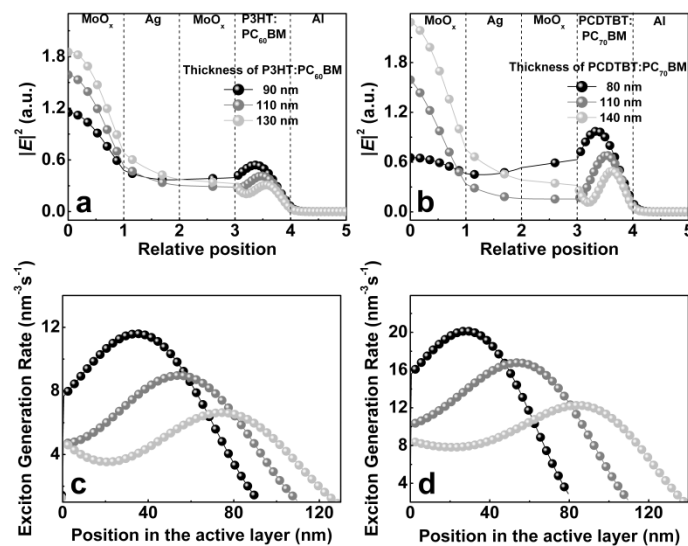 MoOₓ Ag MoOₓ P3HT: Al
PC₆₀BM
Thickness of P3HT:PC₆₀BM
90 nm
110 nm
130 nm
|E|² (a.u.)
1.8
1.2
0.6
0.0
a
0 1 2 3 4 5
Relative position
MoOₓ Ag MoOₓ PCDTBT: Al
PC₇₀BM
Thickness of PCDTBT:PC₇₀BM
80 nm
110 nm
140 nm
|E|² (a.u.)
1.8
1.2
0.6
0.0
b
0 1 2 3 4 5
Relative position
Exciton Generation Rate (nm⁻³s⁻¹)
12
8
4
c
0 40 80 120
Position in the active layer (nm)
Exciton Generation Rate (nm⁻³s⁻¹)
20
16
12
8
4
d
0 40 80 120
Position in the active layer (nm)